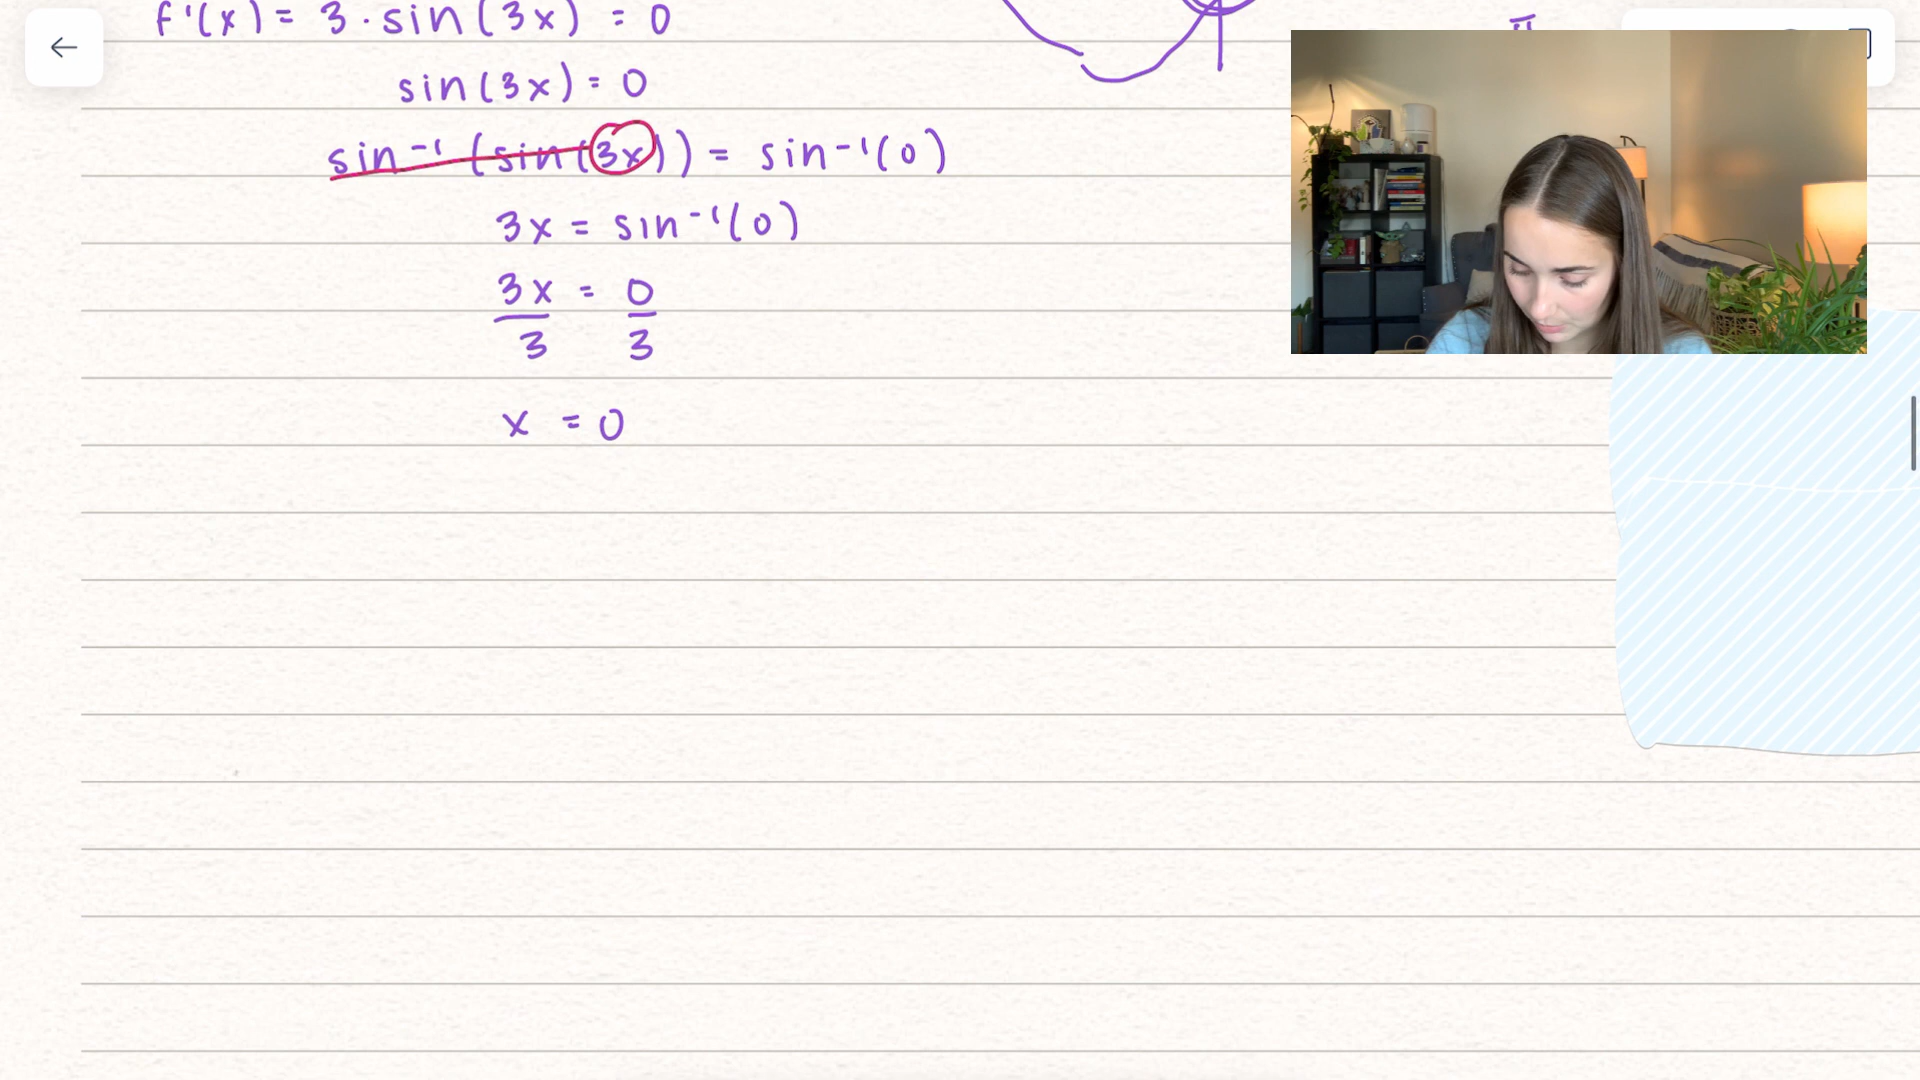 f'(x) = 3 · sin(3x) = 0
π
sin(3x) = 0
sin⁻¹(sin(3x)) = sin⁻¹(0)
3x = sin⁻¹(0)
3x = 0
3 3
x = 0